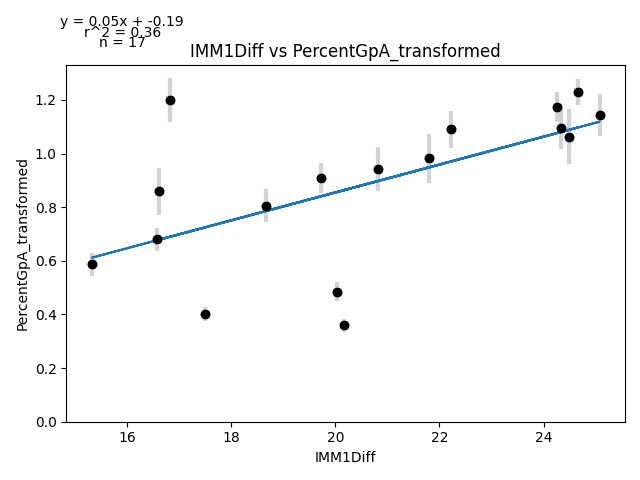 y = 0.05x + -0.19
r^2 = 0.36
n = 17
IMM1Diff vs PercentGpA_transformed
PercentGpA_transformed
1.2
1.0
0.8
0.6
0.4
0.2
0.0
16
18
20
22
24
IMM1Diff